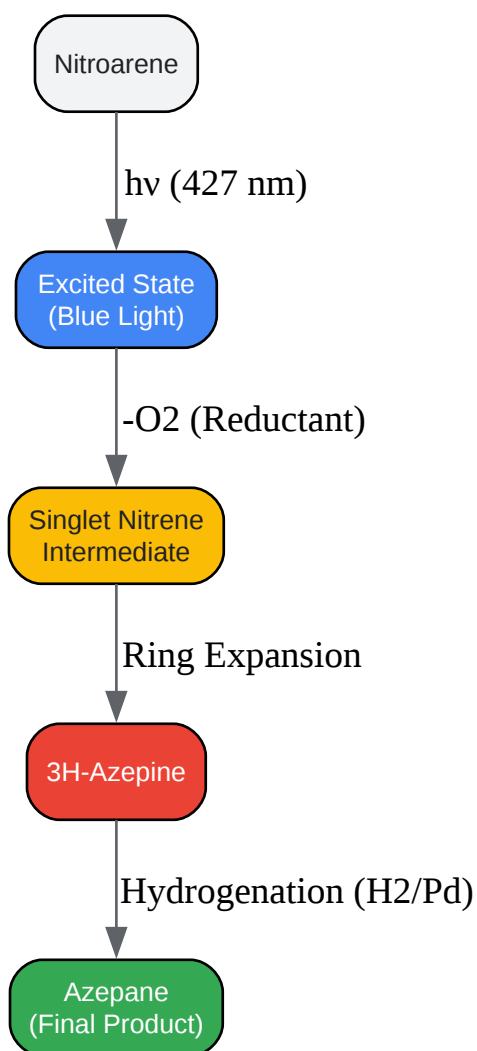 Nitroarene
hν (427 nm)
Excited State
(Blue Light)
-O2 (Reductant)
Singlet Nitrene
Intermediate
Ring Expansion
3H-Azepine
Hydrogenation (H2/Pd)
Azepane
(Final Product)